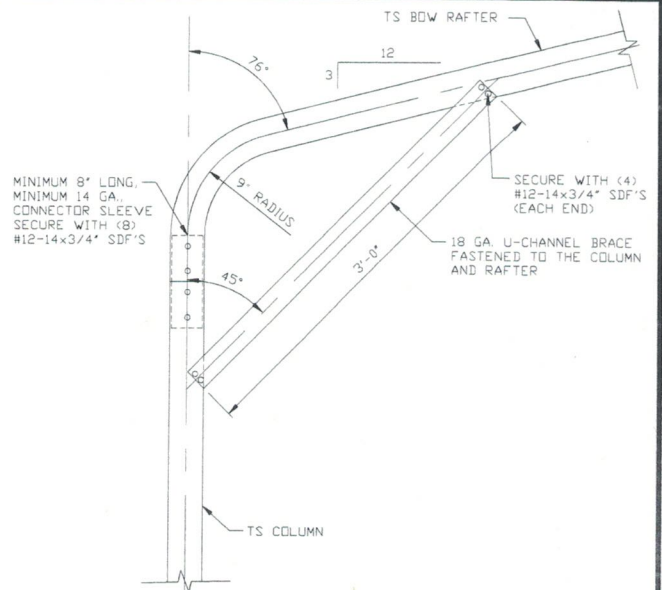 TS BOW RAFTER
12
3
76°
MINIMUM 8" LONG,
MINIMUM 14 GA.,
CONNECTOR SLEEVE
SECURE WITH (8)
#12-14x3/4" SDF'S
9" RADIUS
SECURE WITH (4)
#12-14x3/4" SDF'S
(EACH END)
18 GA. U-CHANNEL BRACE
FASTENED TO THE COLUMN
AND RAFTER
3'-0"
45°
TS COLUMN